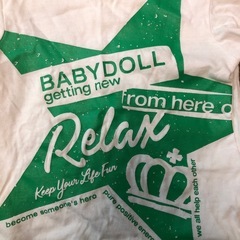 BABYDOLL
getting new
from here o
Relax
Keep Your Life Fun
become someone's hero
pure positive energ
we all help each other